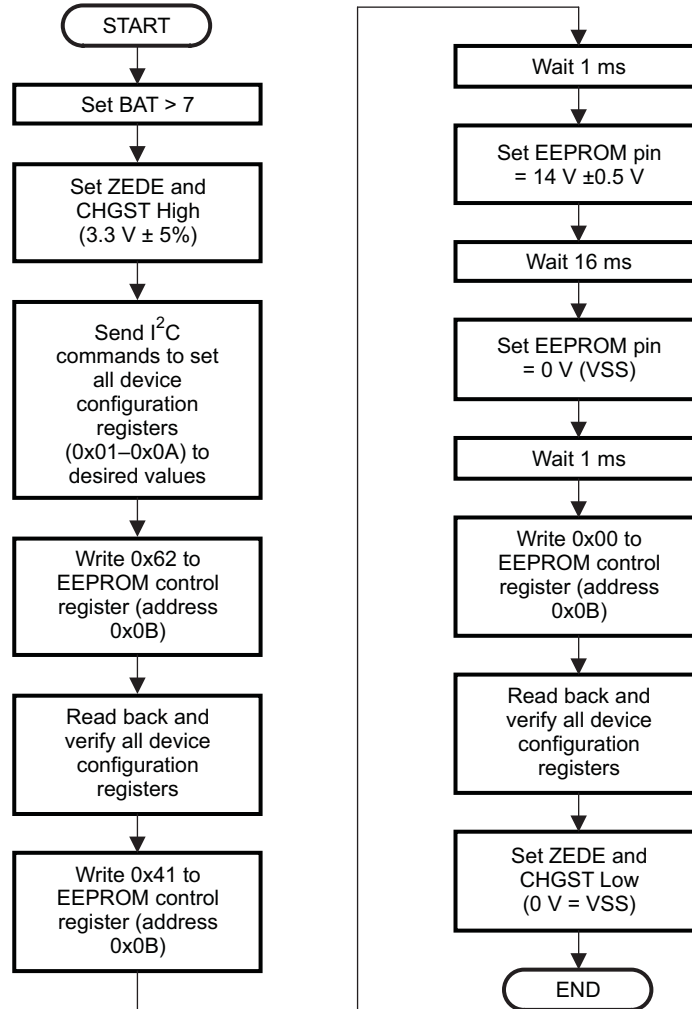 START
Set BAT > 7
Set ZEDE and
CHGST High
(3.3 V ± 5%)
Send I²C
commands to set
all device
configuration
registers
(0x01–0x0A) to
desired values
Write 0x62 to
EEPROM control
register (address
0x0B)
Read back and
verify all device
configuration
registers
Write 0x41 to
EEPROM control
register (address
0x0B)
Wait 1 ms
Set EEPROM pin
= 14 V ±0.5 V
Wait 16 ms
Set EEPROM pin
= 0 V (VSS)
Wait 1 ms
Write 0x00 to
EEPROM control
register (address
0x0B)
Read back and
verify all device
configuration
registers
Set ZEDE and
CHGST Low
(0 V = VSS)
END